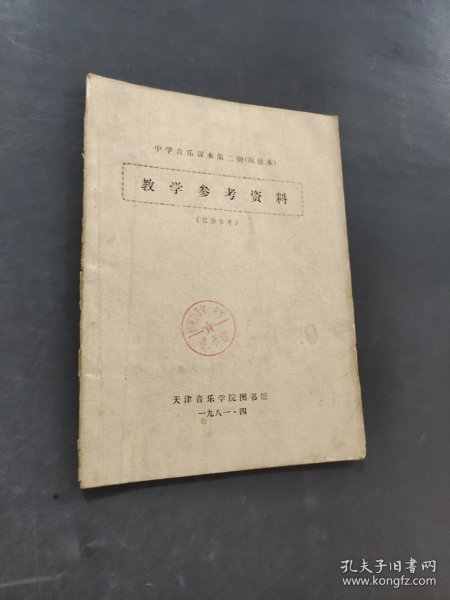 中学音乐课本第二册(简谱本)
教学参考资料
(仅供参考)
天津音乐学院图书馆
一九八一·四
孔夫子旧书网
www.kongfz.com